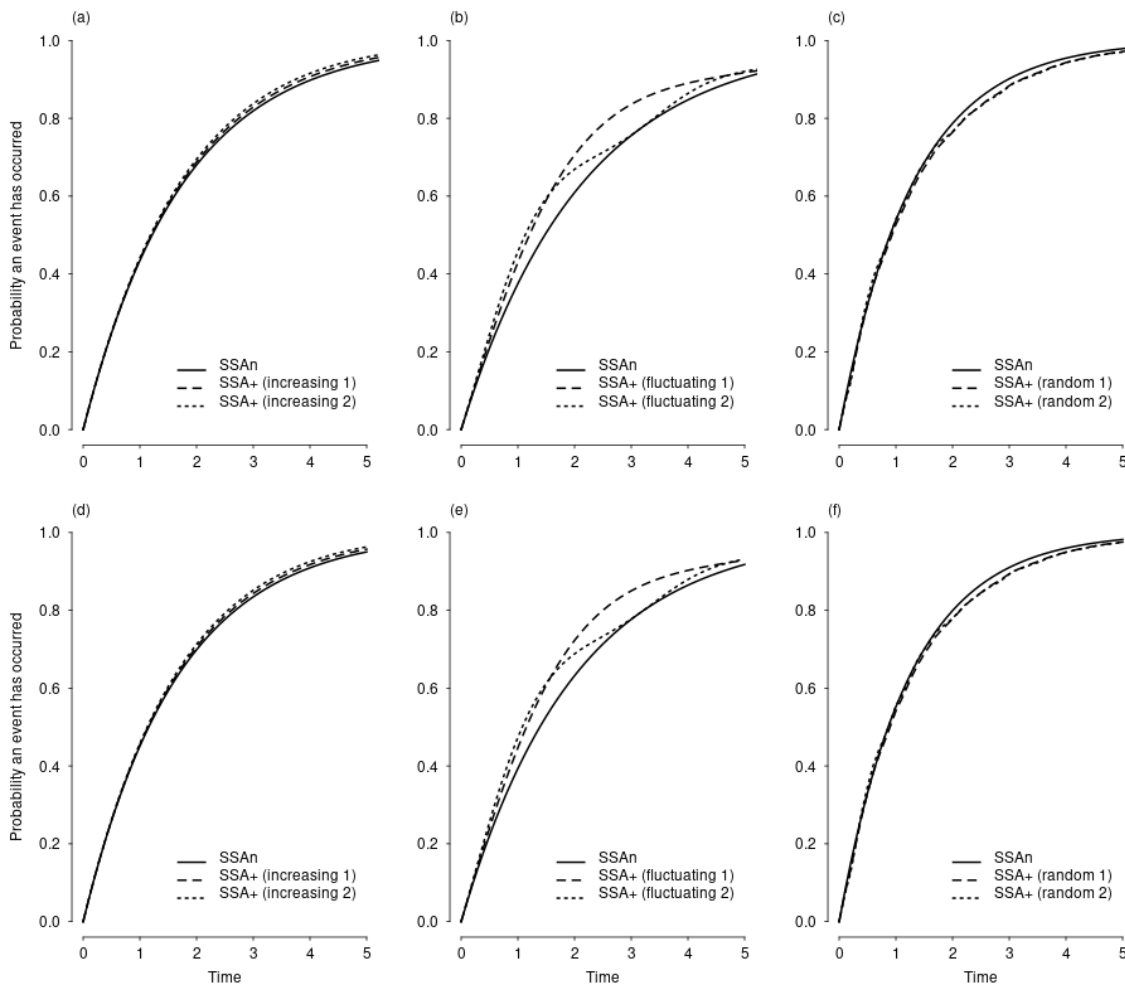 (a)
(b)
(c)
Probability an event has occurred
1.0
0.8
0.6
0.4
0.2
0.0
SSAn
SSA+ (increasing 1)
SSA+ (increasing 2)
0 1 2 3 4 5
1.0
0.8
0.6
0.4
0.2
0.0
SSAn
SSA+ (fluctuating 1)
SSA+ (fluctuating 2)
0 1 2 3 4 5
1.0
0.8
0.6
0.4
0.2
0.0
SSAn
SSA+ (random 1)
SSA+ (random 2)
0 1 2 3 4 5
(d)
(e)
(f)
Probability an event has occurred
1.0
0.8
0.6
0.4
0.2
0.0
SSAn
SSA+ (increasing 1)
SSA+ (increasing 2)
0 1 2 3 4 5
Time
1.0
0.8
0.6
0.4
0.2
0.0
SSAn
SSA+ (fluctuating 1)
SSA+ (fluctuating 2)
0 1 2 3 4 5
Time
1.0
0.8
0.6
0.4
0.2
0.0
SSAn
SSA+ (random 1)
SSA+ (random 2)
0 1 2 3 4 5
Time